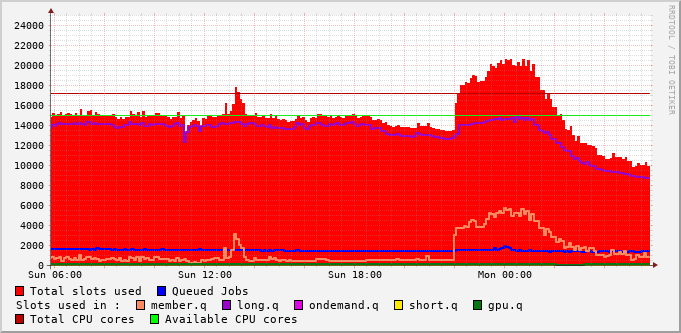 RRDTOOL / TOBI OETIKER
24000
22000
20000
18000
16000
14000
12000
10000
8000
6000
4000
2000
0
Sun 06:00 Sun 12:00 Sun 18:00 Mon 00:00
Total slots used Queued Jobs
Slots used in : member.q long.q ondemand.q short.q gpu.q
Total CPU cores Available CPU cores